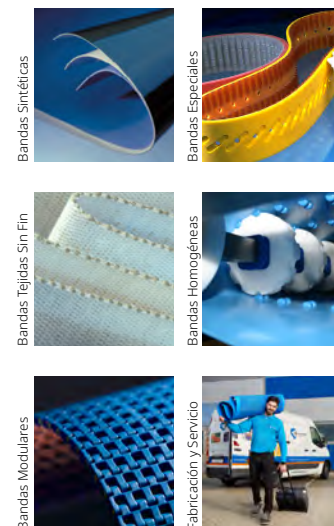 Bandas Sintéticas
Bandas Especiales
Bandas Tejidas Sin Fin
Bandas Homogéneas
Bandas Modulares
Fabricación y Servicio